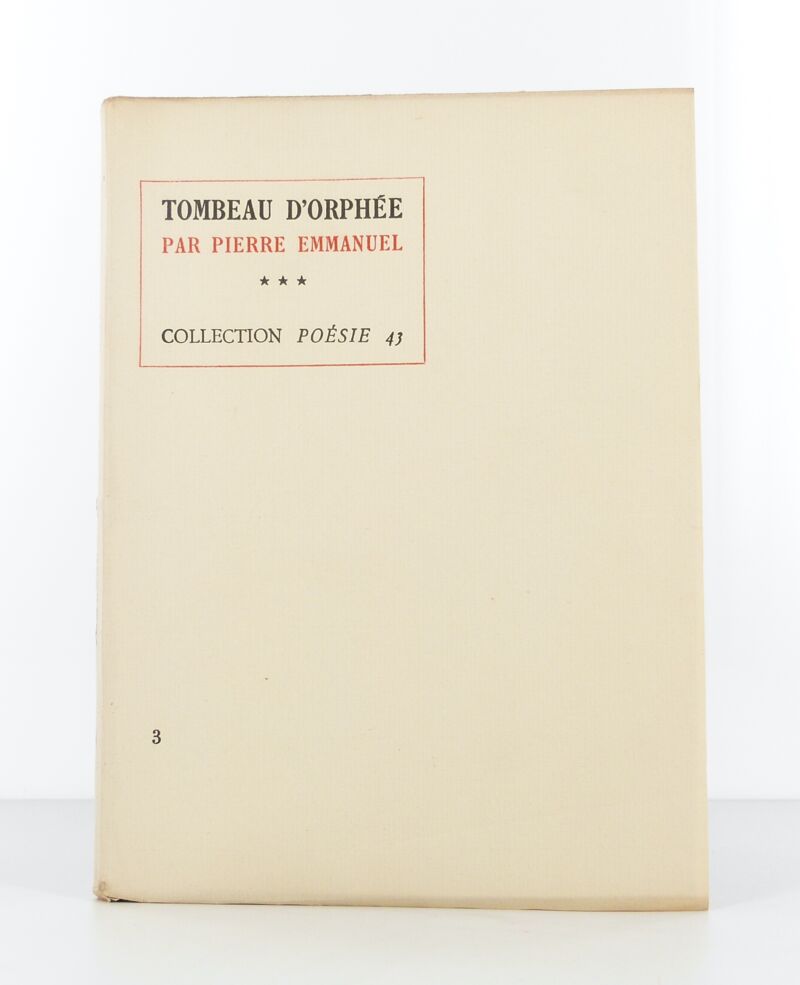 TOMBEAU D'ORPHÉE
PAR PIERRE EMMANUEL
★ ★ ★
COLLECTION POÉSIE 43
3